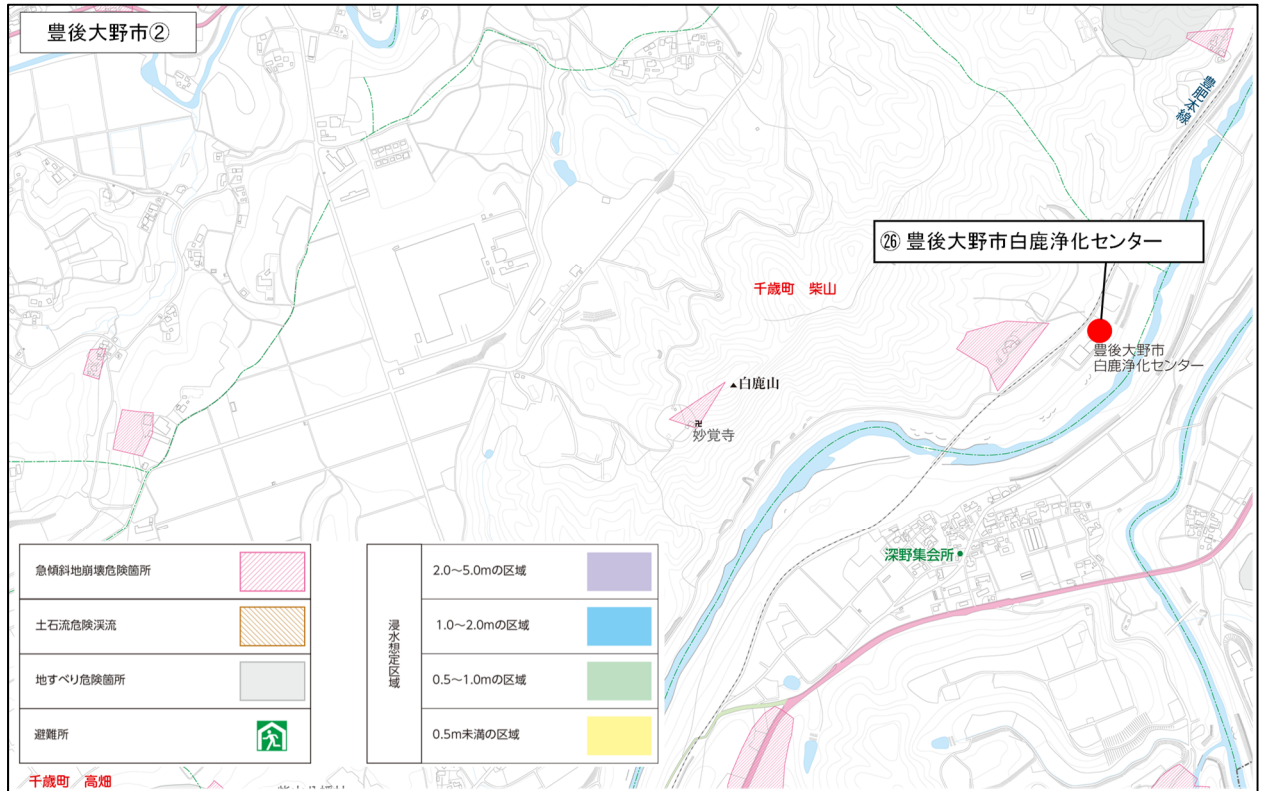 豊後大野市②
豊肥本線
㉖ 豊後大野市白鹿浄化センター
千歳町 柴山
豊後大野市
白鹿浄化センター
▲白鹿山
卍
妙覚寺
深野集会所
急傾斜地崩壊危険箇所
土石流危険渓流
地すべり危険箇所
避難所
浸水想定区域
2.0～5.0mの区域
1.0～2.0mの区域
0.5～1.0mの区域
0.5m未満の区域
千歳町 高畑